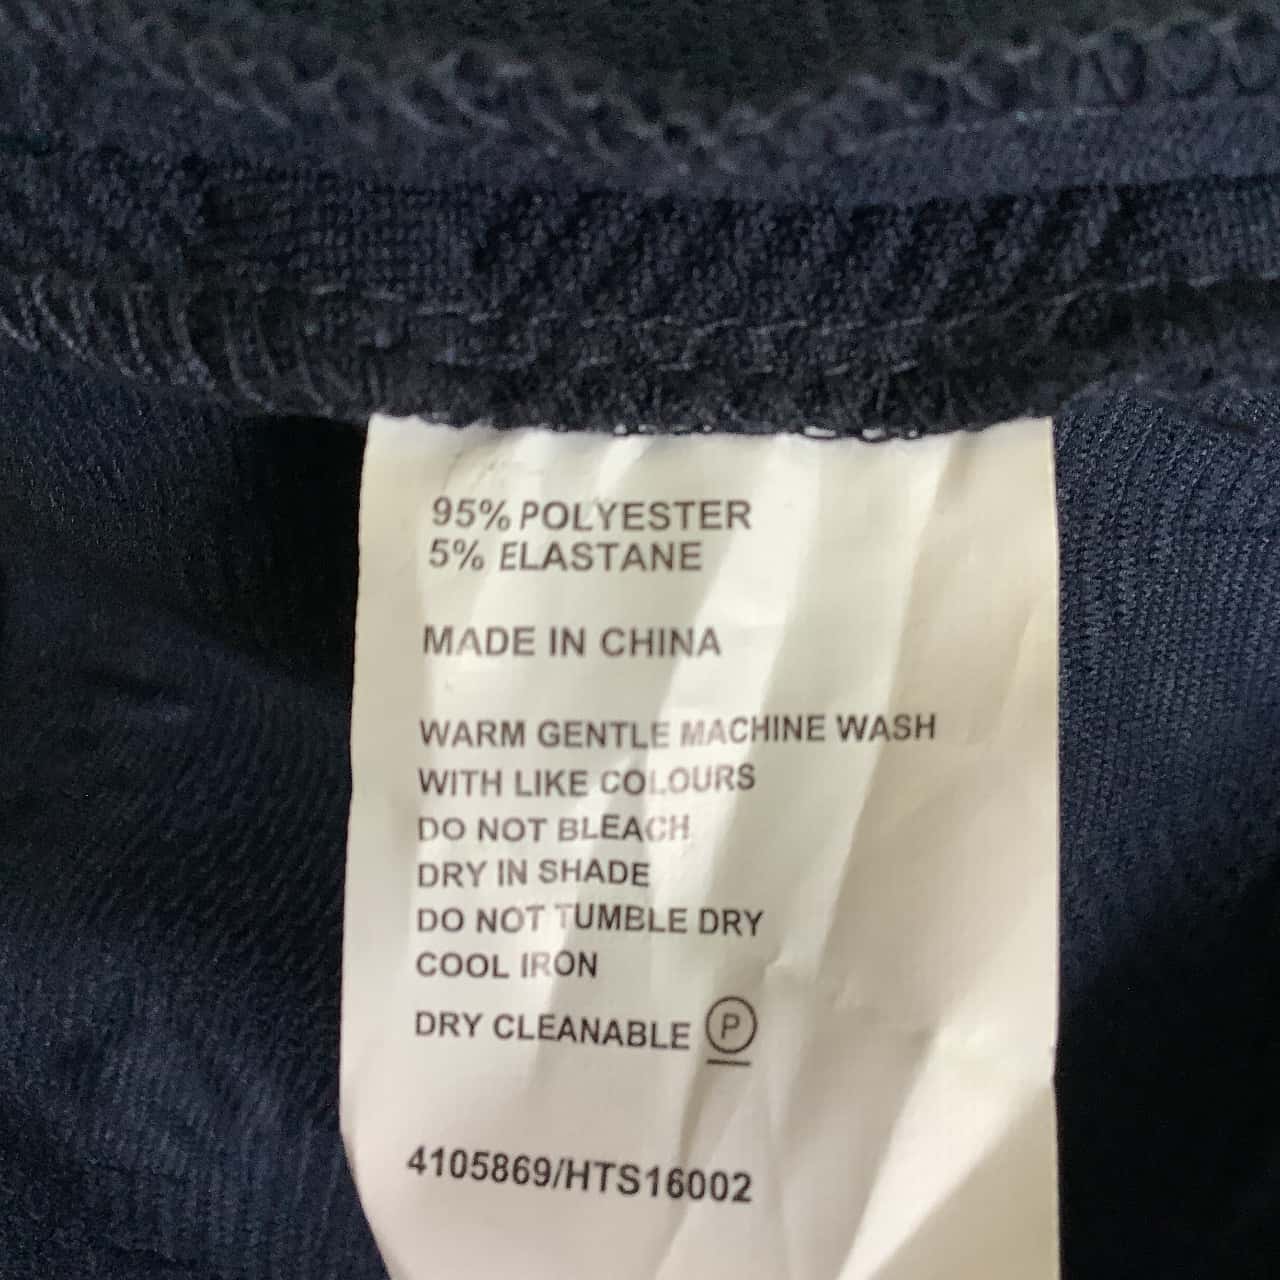 95% POLYESTER
5% ELASTANE
MADE IN CHINA
WARM GENTLE MACHINE WASH
WITH LIKE COLOURS
DO NOT BLEACH
DRY IN SHADE
DO NOT TUMBLE DRY
COOL IRON
DRY CLEANABLE P
4105869/HTS16002